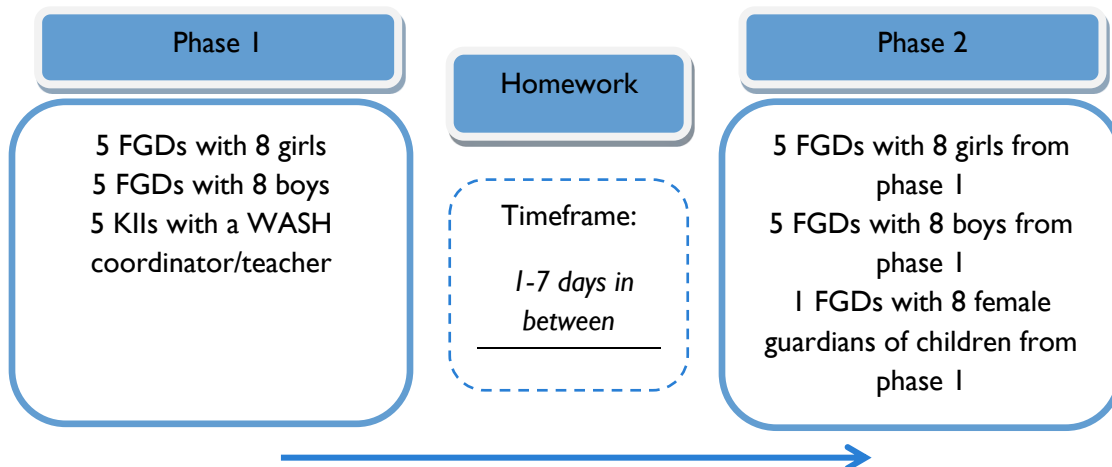 Phase 1
5 FGDs with 8 girls
5 FGDs with 8 boys
5 KIIs with a WASH
coordinator/teacher
Homework
Timeframe:
1-7 days in
between
Phase 2
5 FGDs with 8 girls from
phase 1
5 FGDs with 8 boys from
phase 1
1 FGDs with 8 female
guardians of children from
phase 1